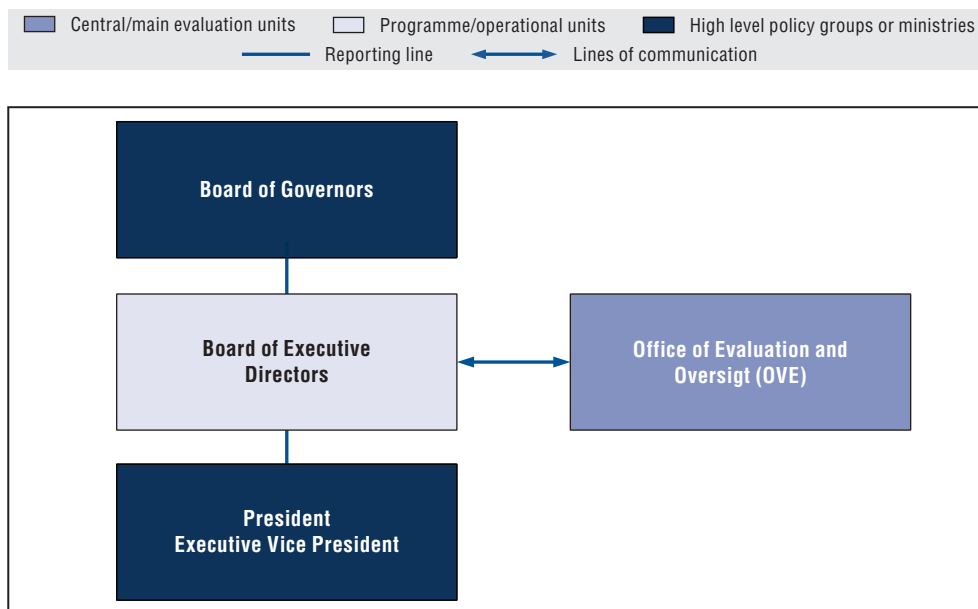 Central/main evaluation units
Programme/operational units
High level policy groups or ministries
Reporting line
Lines of communication
Board of Governors
Board of Executive
Directors
Office of Evaluation and
Oversigt (OVE)
President
Executive Vice President